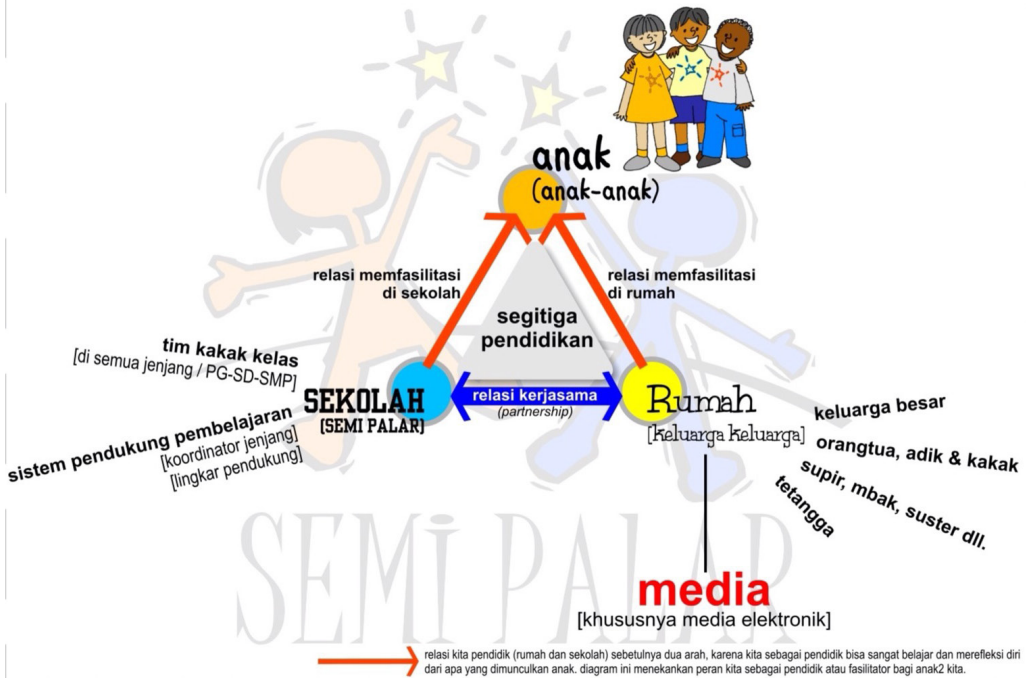 anak
(anak-anak)
relasi memfasilitasi
di sekolah
relasi memfasilitasi
di rumah
segitiga
pendidikan
tim kakak kelas
[di semua jenjang / PG-SD-SMP]
SEKOLAH
[SEMI PALAR]
relasi kerjasama
(partnership)
Rumah
[keluarga keluarga]
sistem pendukung pembelajaran
[koordinator jenjang]
[lingkar pendukung]
keluarga besar
orangtua, adik & kakak
supir, mbak, suster dll.
tetangga
SEMI PALAR
media
[khususnya media elektronik]
relasi kita pendidik (rumah dan sekolah) sebetulnya dua arah, karena kita sebagai pendidik bisa sangat belajar dan merefleksi diri
dari apa yang dimunculkan anak. diagram ini menekankan peran kita sebagai pendidik atau fasilitator bagi anak2 kita.